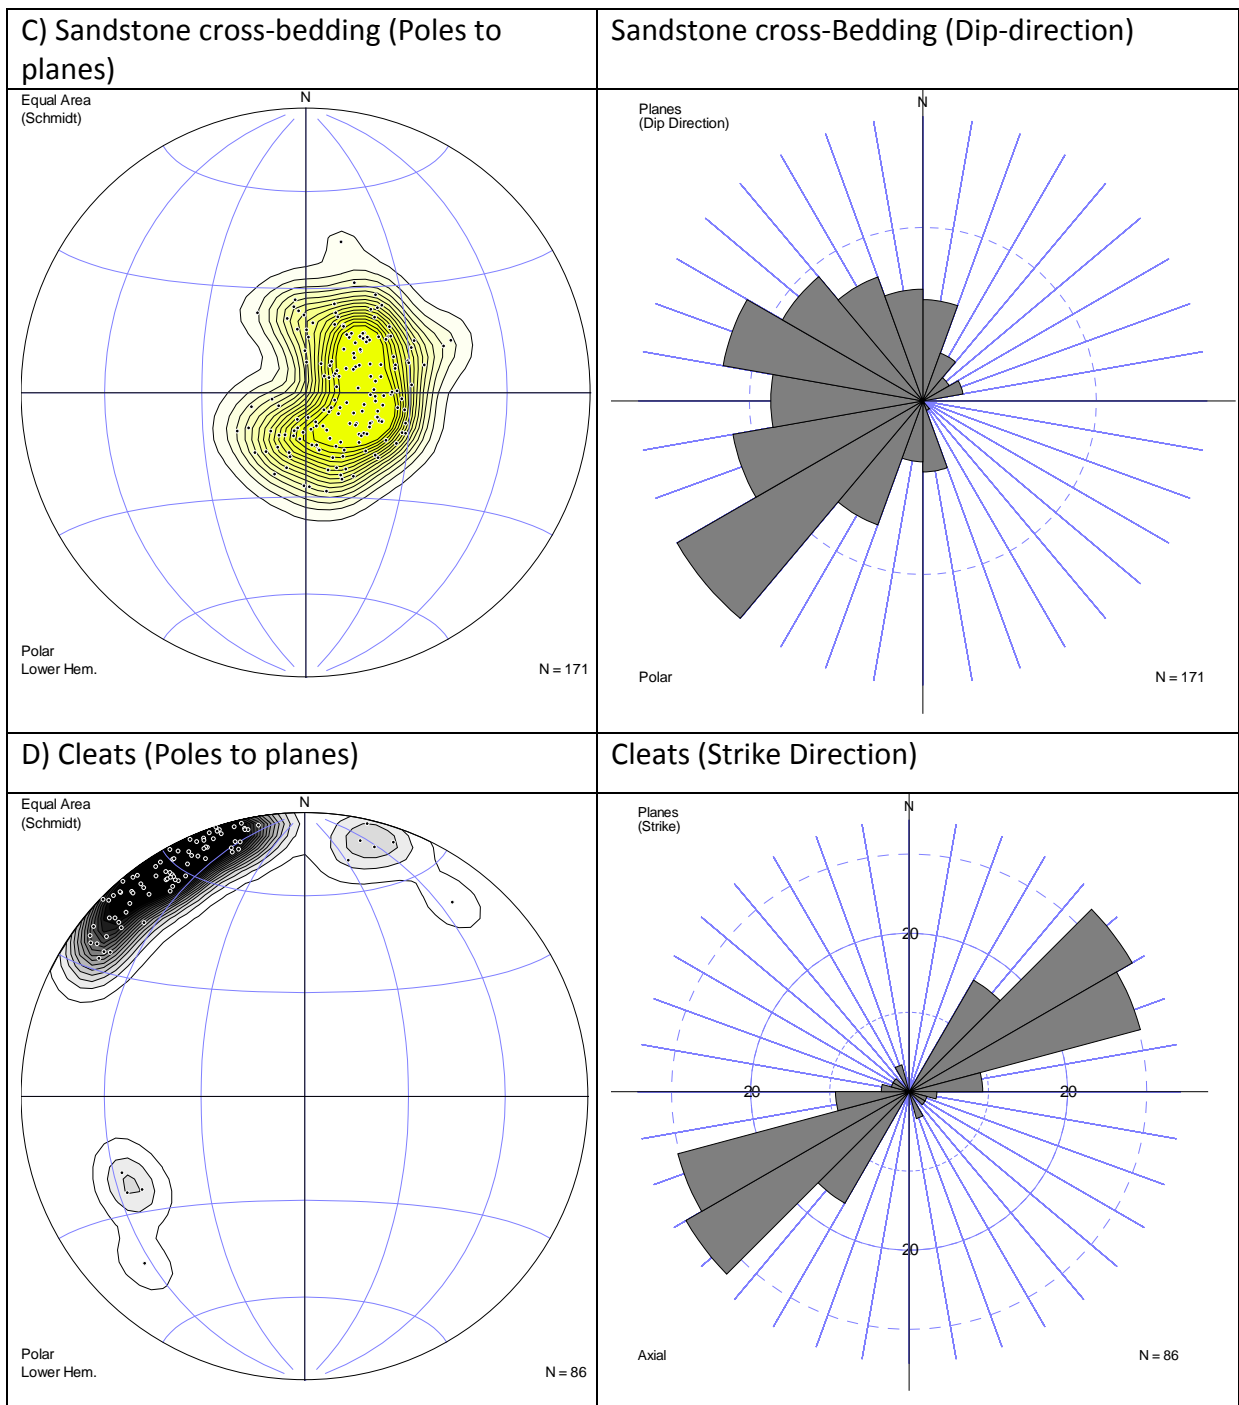 C) Sandstone cross-bedding (Poles to
planes)
Sandstone cross-Bedding (Dip-direction)
Equal Area
(Schmidt)
N
Polar
Lower Hem.
N = 171
Planes
(Dip Direction)
N
Polar
N = 171
D) Cleats (Poles to planes)
Cleats (Strike Direction)
Equal Area
(Schmidt)
N
Polar
Lower Hem.
N = 86
Planes
(Strike)
N
20
20
20
20
Axial
N = 86